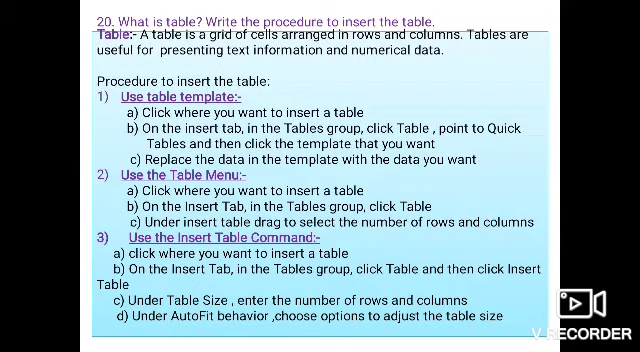 20. What is table? Write the procedure to insert the table.
Table:- A table is a grid of cells arranged in rows and columns. Tables are
useful for presenting text information and numerical data.
Procedure to insert the table:
1) Use table template:-
a) Click where you want to insert a table
b) On the insert tab, in the Tables group, click Table , point to Quick
Tables and then click the template that you want
c) Replace the data in the template with the data you want
2) Use the Table Menu:-
a) Click where you want to insert a table
b) On the Insert Tab, in the Tables group, click Table
c) Under insert table drag to select the number of rows and columns
3) Use the Insert Table Command:-
a) click where you want to insert a table
b) On the Insert Tab, in the Tables group, click Table and then click Insert
Table
c) Under Table Size , enter the number of rows and columns
d) Under AutoFit behavior ,choose options to adjust the table size
V RECORDER